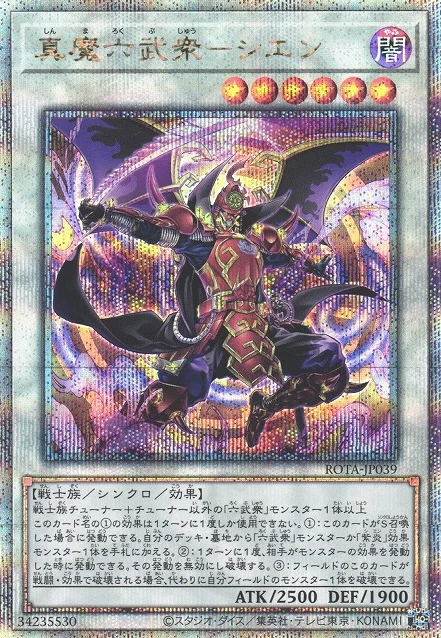 真魔六武衆-シエン
闇
ROTA-JP039
【戦士族/シンクロ/効果】
戦士族チューナー+チューナー以外の「六武衆」モンスター1体以上
このカード名の①の効果は1ターンに1度しか使用できない。①:このカードがS召喚
した場合に発動できる。自分のデッキ・墓地から「六武衆」モンスターか「紫炎」効果
モンスター1体を手札に加える。②:1ターンに1度、相手がモンスターの効果を発動
した時に発動できる。その発動を無効にし破壊する。③:フィールドのこのカードが
戦闘・効果で破壊される場合、代わりに自分フィールドのモンスター1体を破壊できる。
ATK/2500 DEF/1900
34235530
©スタジオ・ダイス/集英社・テレビ東京・KONAMI